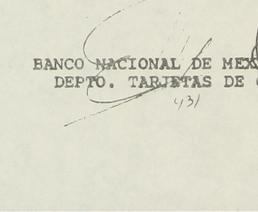 BANCO NACIONAL DE MEX
DEPTO. TARJETAS DE
431